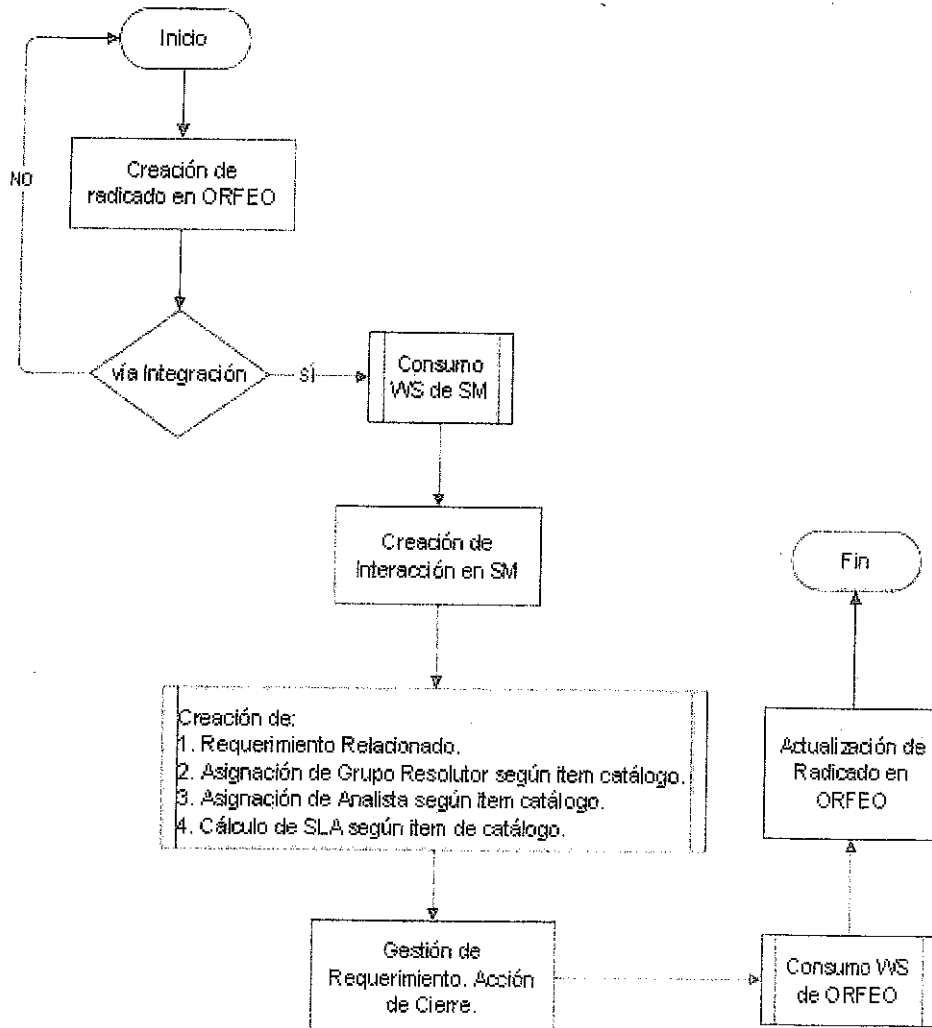 Inicio
Creación de
radicado en ORFEO
NO
vía Integración
SÍ
Consumo
WS de SM
Creación de
Interacción en SM
Creación de:
1. Requerimiento Relacionado.
2. Asignación de Grupo Resolutor según item catálogo.
3. Asignación de Analista según item catálogo.
4. Cálculo de SLA según item de catálogo.
Gestión de
Requerimiento. Acción
de Cierre.
Consumo WS
de ORFEO
Actualización de
Radicado en
ORFEO
Fin